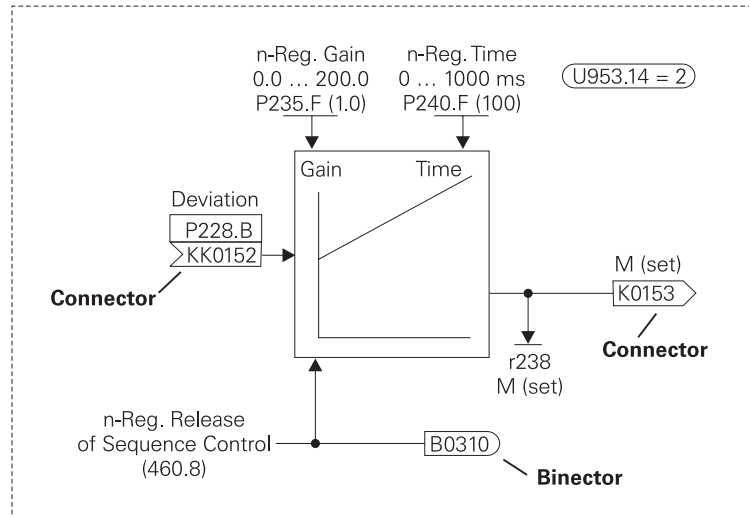 n-Reg. Gain
0.0 ... 200.0
P235.F (1.0)
n-Reg. Time
0 ... 1000 ms
P240.F (100)
U953.14 = 2
Gain
Time
Deviation
P228.B
KK0152
Connector
M (set)
K0153
Connector
r238
M (set)
n-Reg. Release
of Sequence Control
(460.8)
B0310
Binector